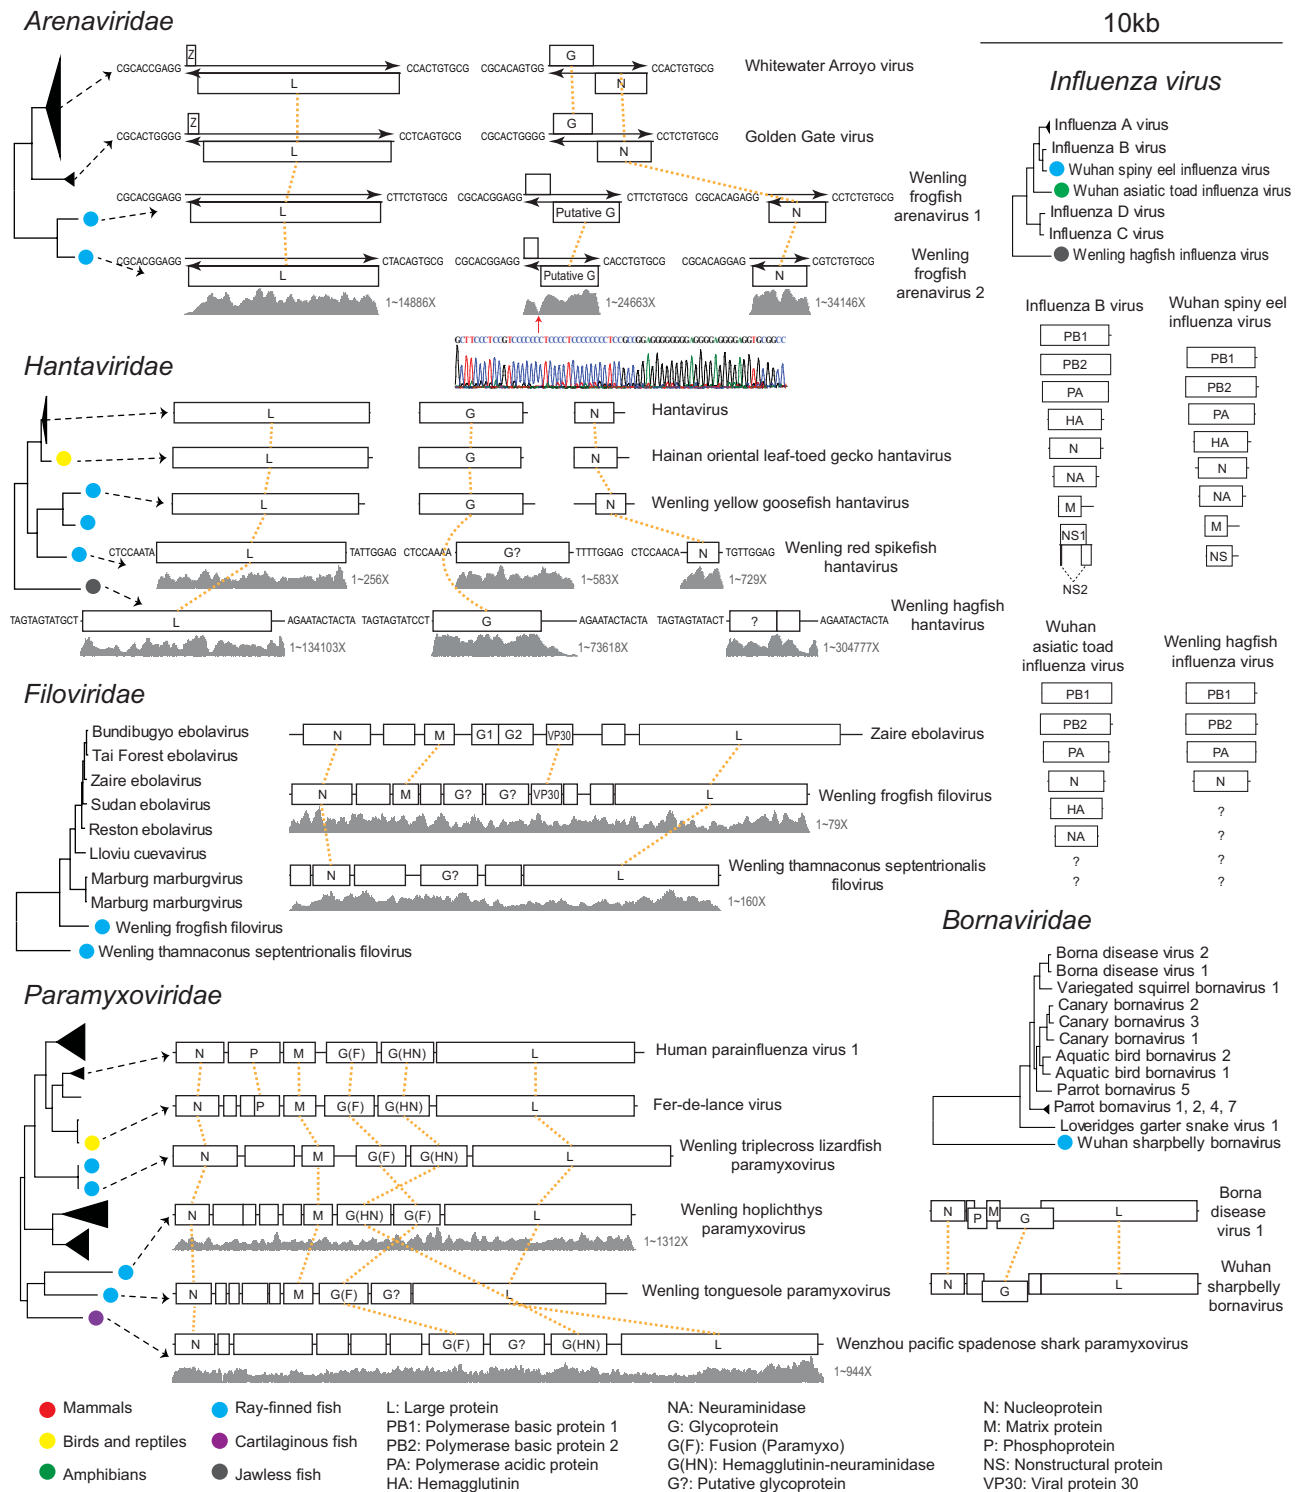 Arenaviridae
Z
CGCACCGAGG
CCACTGTGCG
L
CGCACAGTGG
G
CCACTGTGCG
N
Whitewater Arroyo virus
Z
CGCACTGGGG
CCTCAGTGCG
L
CGCACTGGGG
G
CCTCTGTGCG
N
Golden Gate virus
CGCACGGAGG
CTTCTGTGCG
L
CGCACGGAGG
CTTCTGTGCG
Putative G
CGCACAGAGG
CCTCTGTGCG
N
Wenling
frogfish
arenavirus 1
CGCACGGAGG
CTACAGTGCG
L
CGCACGGAGG
CACCTGTGCG
Putative G
CGCACAGGAG
CGTCTGTGCG
N
Wenling
frogfish
arenavirus 2
1~14886X
1~24663X
1~34146X
Hantaviridae
L
G
N
Hantavirus
L
G
N
Hainan oriental leaf-toed gecko hantavirus
L
G
N
Wenling yellow goosefish hantavirus
CTCCAATA
L
TATTGGAG
CTCCAAAA
G?
TTTTGGAG
CTCCAACA
N
TGTTGGAG
Wenling red spikefish
hantavirus
1~256X
1~583X
1~729X
TAGTAGTATGCT
L
AGAATACTACTA
TAGTAGTATCCT
G
AGAATACTACTA
TAGTAGTATACT
?
AGAATACTACTA
Wenling hagfish
hantavirus
1~134103X
1~73618X
1~304777X
Filoviridae
Bundibugyo ebolavirus
Tai Forest ebolavirus
Zaire ebolavirus
Sudan ebolavirus
Reston ebolavirus
Lloviu cuevavirus
Marburg marburgvirus
Marburg marburgvirus
Wenling frogfish filovirus
Wenling thamnaconus septentrionalis filovirus
N
M
G1
G2
VP30
L
Zaire ebolavirus
N
M
G?
G?
VP30
L
Wenling frogfish filovirus
1~79X
N
G?
L
Wenling thamnaconus septentrionalis
filovirus
1~160X
Paramyxoviridae
N
P
M
G(F)
G(HN)
L
Human parainfluenza virus 1
N
P
M
G(F)
G(HN)
L
Fer-de-lance virus
N
M
G(F)
G(HN)
L
Wenling triplecross lizardfish
paramyxovirus
N
M
G(HN)
G(F)
L
Wenling hoplichthys
paramyxovirus
1~1312X
N
M
G(F)
G?
L
Wenling tonguesole paramyxovirus
N
G(F)
G?
G(HN)
L
Wenzhou pacific spadenose shark paramyxovirus
1~944X
10kb
Influenza virus
Influenza A virus
Influenza B virus
Wuhan spiny eel influenza virus
Wuhan asiatic toad influenza virus
Influenza D virus
Influenza C virus
Wenling hagfish influenza virus
Influenza B virus
PB1
PB2
PA
HA
N
NA
M
NS1
NS2
Wuhan spiny eel
influenza virus
PB1
PB2
PA
HA
N
NA
M
NS
Wuhan
asiatic toad
influenza virus
PB1
PB2
PA
N
HA
NA
?
?
Wenling hagfish
influenza virus
PB1
PB2
PA
N
?
?
?
?
Bornaviridae
Borna disease virus 2
Borna disease virus 1
Variegated squirrel bornavirus 1
Canary bornavirus 2
Canary bornavirus 3
Canary bornavirus 1
Aquatic bird bornavirus 2
Aquatic bird bornavirus 1
Parrot bornavirus 5
Parrot bornavirus 1, 2, 4, 7
Loveridges garter snake virus 1
Wuhan sharpbelly bornavirus
N
P
M
G
L
Borna
disease
virus 1
N
G
L
Wuhan
sharpbelly
bornavirus
Mammals
Birds and reptiles
Amphibians
Ray-finned fish
Cartilaginous fish
Jawless fish
L: Large protein
PB1: Polymerase basic protein 1
PB2: Polymerase basic protein 2
PA: Polymerase acidic protein
HA: Hemagglutinin
NA: Neuraminidase
G: Glycoprotein
G(F): Fusion (Paramyxo)
G(HN): Hemagglutinin-neuraminidase
G?: Putative glycoprotein
N: Nucleoprotein
M: Matrix protein
P: Phosphoprotein
NS: Nonstructural protein
VP30: Viral protein 30